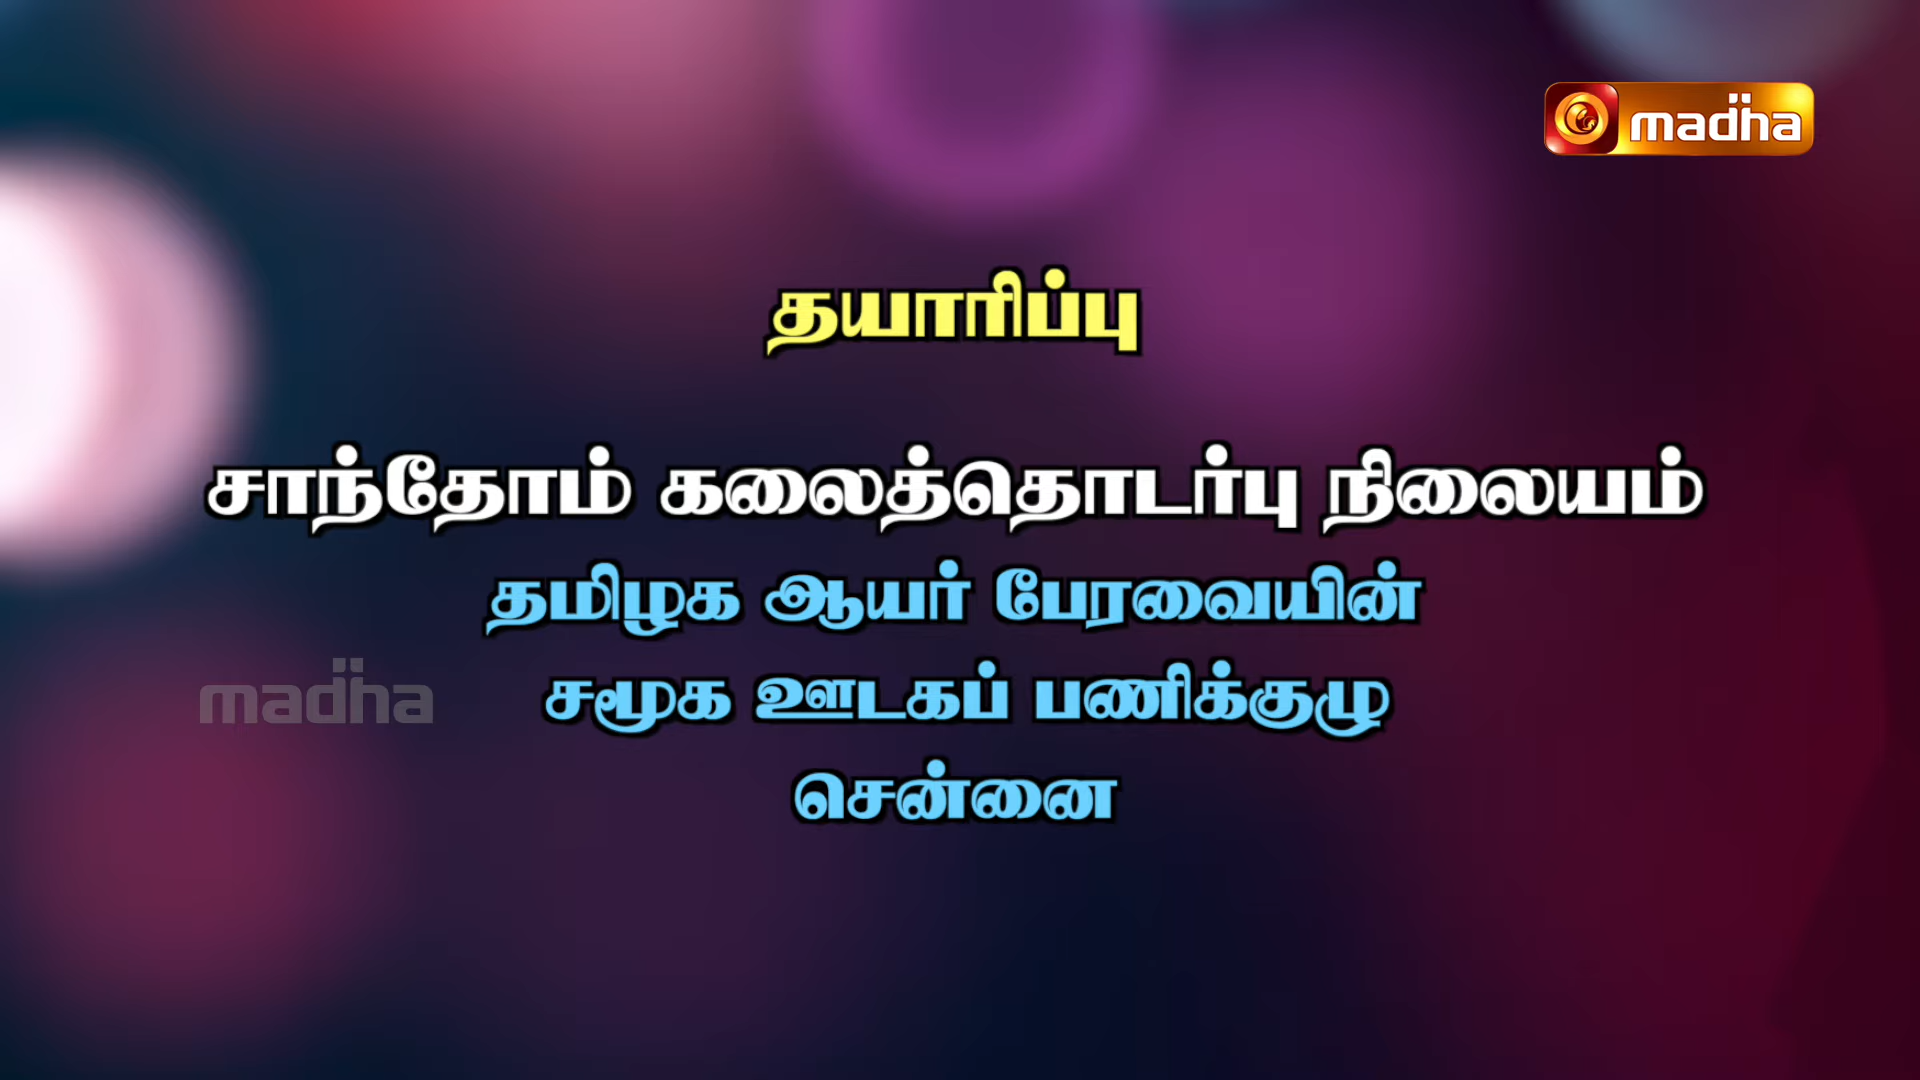 madha
தயாரிப்பு
சாந்தோம் கலைத்தொடர்பு நிலையம்
தமிழக ஆயர் பேரவையின்
சமூக ஊடகப் பணிக்குழு
madha
சென்னை